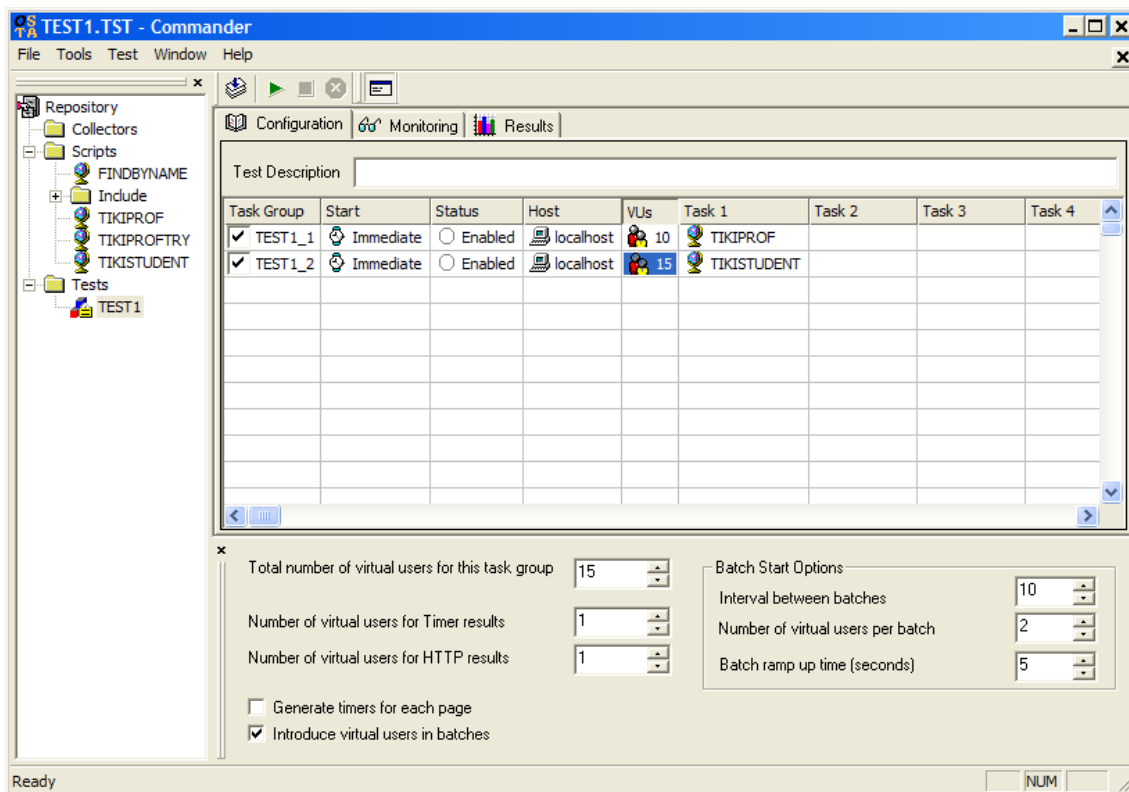 OSTA TEST1.TST - Commander
File Tools Test Window Help
Repository
Collectors
Scripts
FINDBYNAME
Include
TIKIPROF
TIKIPROFTRY
TIKISTUDENT
Tests
TEST1
Configuration Monitoring Results
Test Description
Task Group Start Status Host VUs Task 1 Task 2 Task 3 Task 4
TEST1_1 Immediate Enabled localhost 10 TIKIPROF
TEST1_2 Immediate Enabled localhost 15 TIKISTUDENT
Total number of virtual users for this task group 15
Number of virtual users for Timer results 1
Number of virtual users for HTTP results 1
Generate timers for each page
Introduce virtual users in batches
Batch Start Options
Interval between batches 10
Number of virtual users per batch 2
Batch ramp up time (seconds) 5
Ready NUM